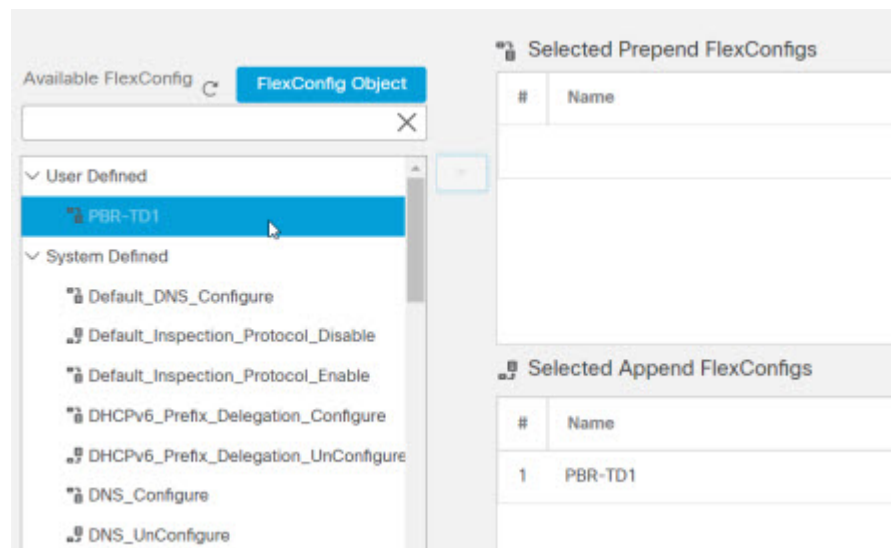 Available FlexConfig
FlexConfig Object
User Defined
PBR-TD1
System Defined
Default_DNS_Configure
Default_Inspection_Protocol_Disable
Default_Inspection_Protocol_Enable
DHCPv6_Prefix_Delegation_Configure
DHCPv6_Prefix_Delegation_UnConfigure
DNS_Configure
DNS_UnConfigure
Selected Prepend FlexConfigs
# Name
Selected Append FlexConfigs
# Name
1 PBR-TD1